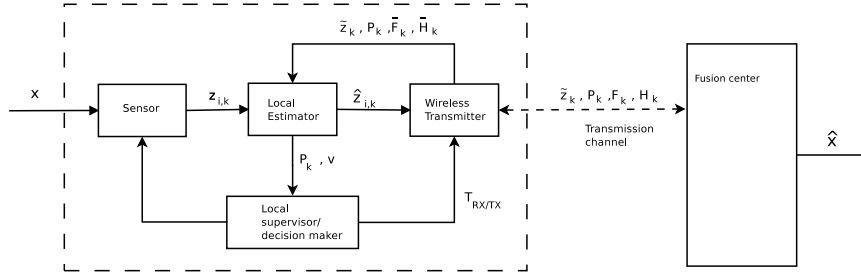 z̃ k , P k , F̄ k , H̄ k
x
Sensor
z i,k
Local
Estimator
ẑ i,k
Wireless
Transmitter
z̃ k , P k , F k , H k
Transmission
channel
Fusion center
x̂
P k , v
Local
supervisor/
decision maker
T RX/TX